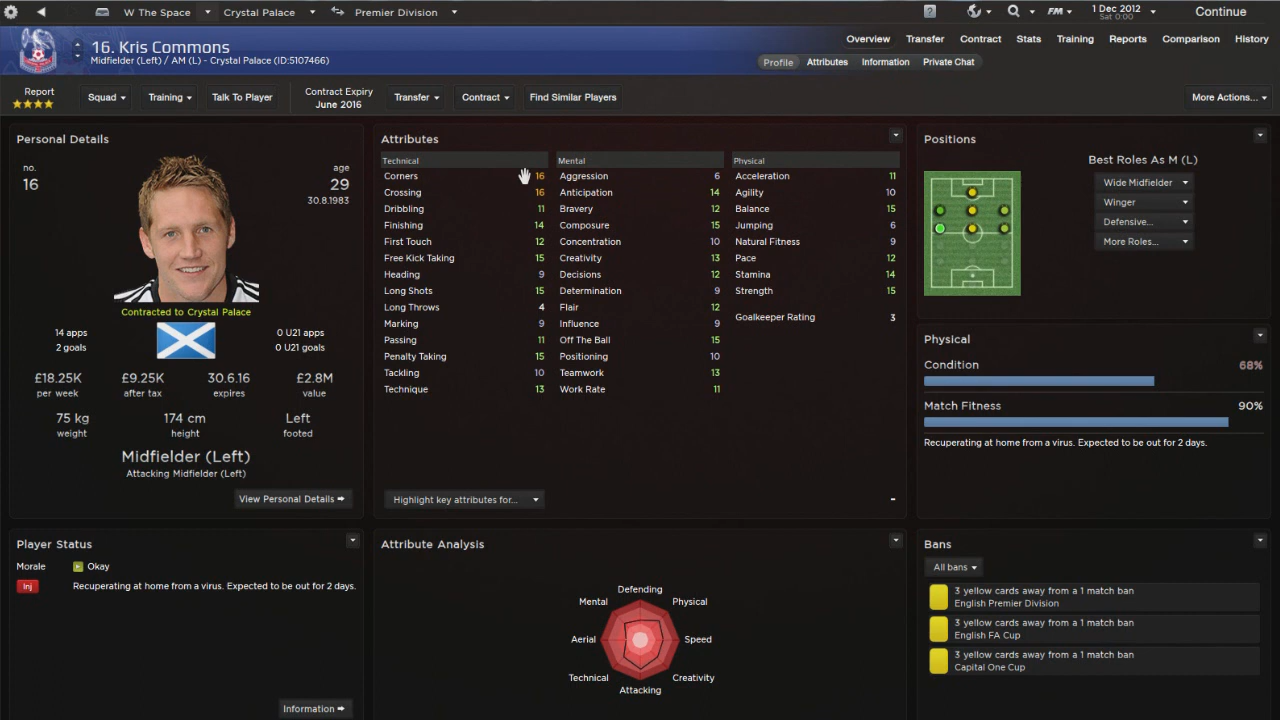 W The Space
Crystal Palace
Premier Division
?
FM
1 Dec 2012
Sat 0:00
Continue
16. Kris Commons
Midfielder (Left) / AM (L) - Crystal Palace (ID:5107466)
Overview Transfer Contract Stats Training Reports Comparison History
Profile Attributes Information Private Chat
Report
Squad
Training
Talk To Player
Contract Expiry
June 2016
Transfer
Contract
Find Similar Players
More Actions...
Personal Details
no.
16
age
29
30.8.1983
Contracted to Crystal Palace
14 apps
2 goals
0 U21 apps
0 U21 goals
£18.25K
per week
£9.25K
after tax
30.6.16
expires
£2.8M
value
75 kg
weight
174 cm
height
Left
footed
Midfielder (Left)
Attacking Midfielder (Left)
View Personal Details
Attributes
Technical
Corners 16
Crossing 16
Dribbling 11
Finishing 14
First Touch 12
Free Kick Taking 15
Heading 9
Long Shots 15
Long Throws 4
Marking 9
Passing 11
Penalty Taking 15
Tackling 10
Technique 13
Mental
Aggression 6
Anticipation 14
Bravery 12
Composure 15
Concentration 10
Creativity 13
Decisions 12
Determination 9
Flair 12
Influence 9
Off The Ball 15
Positioning 10
Teamwork 13
Work Rate 11
Physical
Acceleration 11
Agility 10
Balance 15
Jumping 6
Natural Fitness 9
Pace 12
Stamina 14
Strength 15
Goalkeeper Rating 3
Highlight key attributes for...
-
Positions
Best Roles As M (L)
Wide Midfielder
Winger
Defensive...
More Roles...
Physical
Condition 68%
Match Fitness 90%
Recuperating at home from a virus. Expected to be out for 2 days.
Player Status
Morale Okay
Inj Recuperating at home from a virus. Expected to be out for 2 days.
Information
Attribute Analysis
Defending
Mental Physical
Aerial Speed
Technical Creativity
Attacking
Bans
All bans
3 yellow cards away from a 1 match ban
English Premier Division
3 yellow cards away from a 1 match ban
English FA Cup
3 yellow cards away from a 1 match ban
Capital One Cup